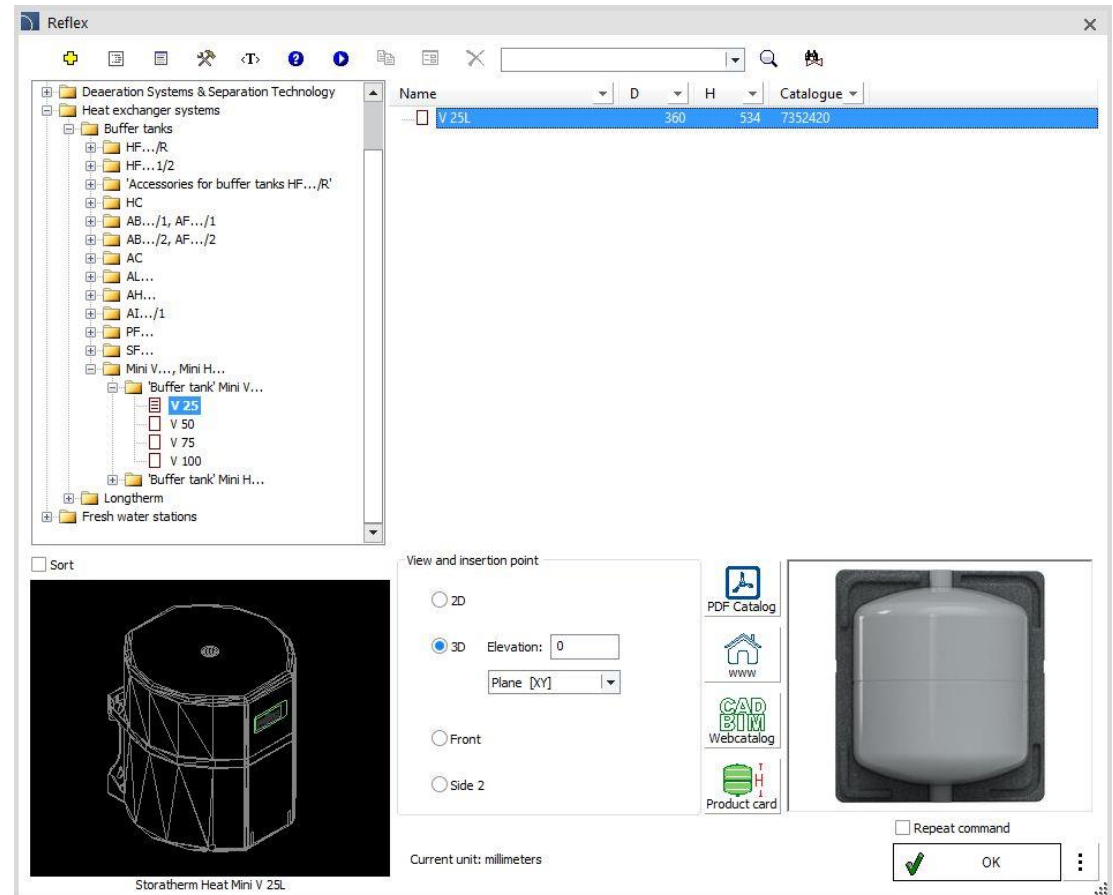 Reflex
‹T›
Deaeration Systems & Separation Technology
Heat exchanger systems
Buffer tanks
HF.../R
HF...1/2
'Accessories for buffer tanks HF.../R'
HC
AB.../1, AF.../1
AB.../2, AF.../2
AC
AL...
AH...
AI.../1
PF...
SF...
Mini V..., Mini H...
'Buffer tank' Mini V...
V 25
V 50
V 75
V 100
'Buffer tank' Mini H...
Longtherm
Fresh water stations
Name D H Catalogue
V 25L 360 534 7352420
Sort
Storatherm Heat Mini V 25L
View and insertion point
2D
3D Elevation: 0
Plane [XY]
Front
Side 2
Current unit: millimeters
PDF Catalog
www
CAD
BIM
Webcatalog
H
Product card
Repeat command
OK